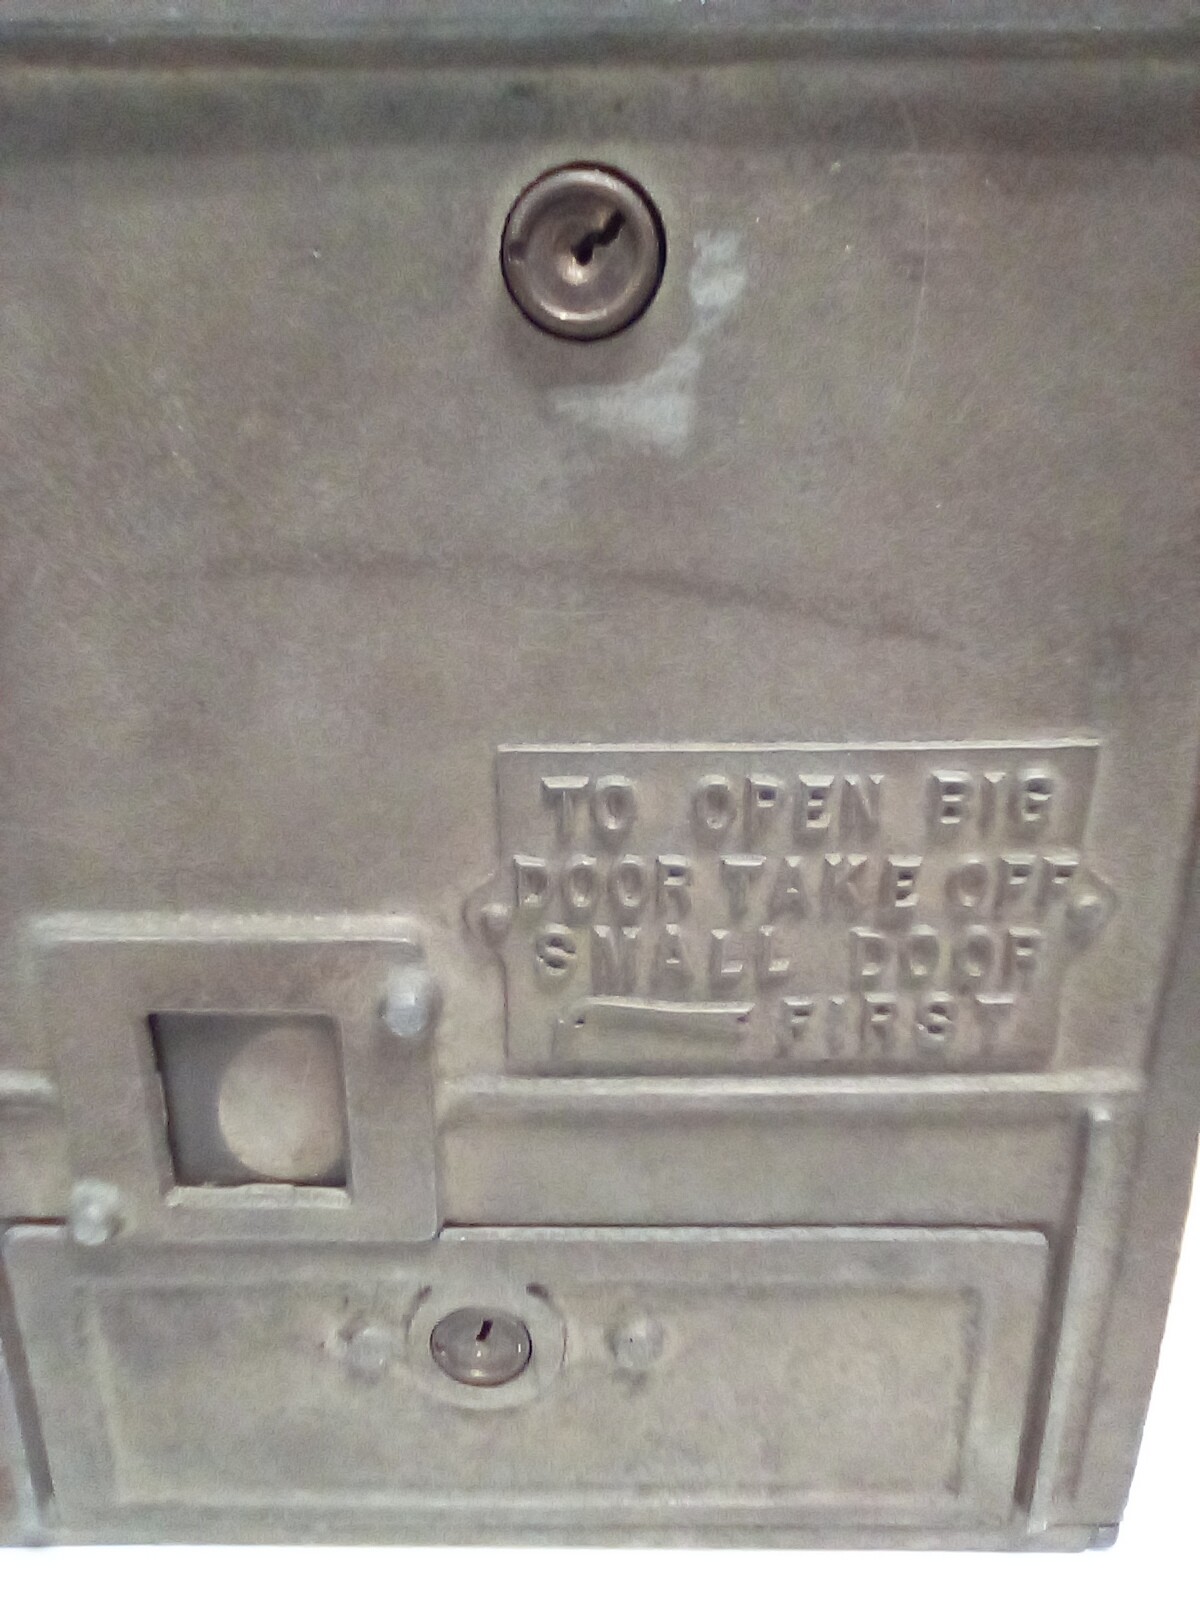 TO OPEN BIG
DOOR TAKE OFF
SMALL DOOR
FIRST